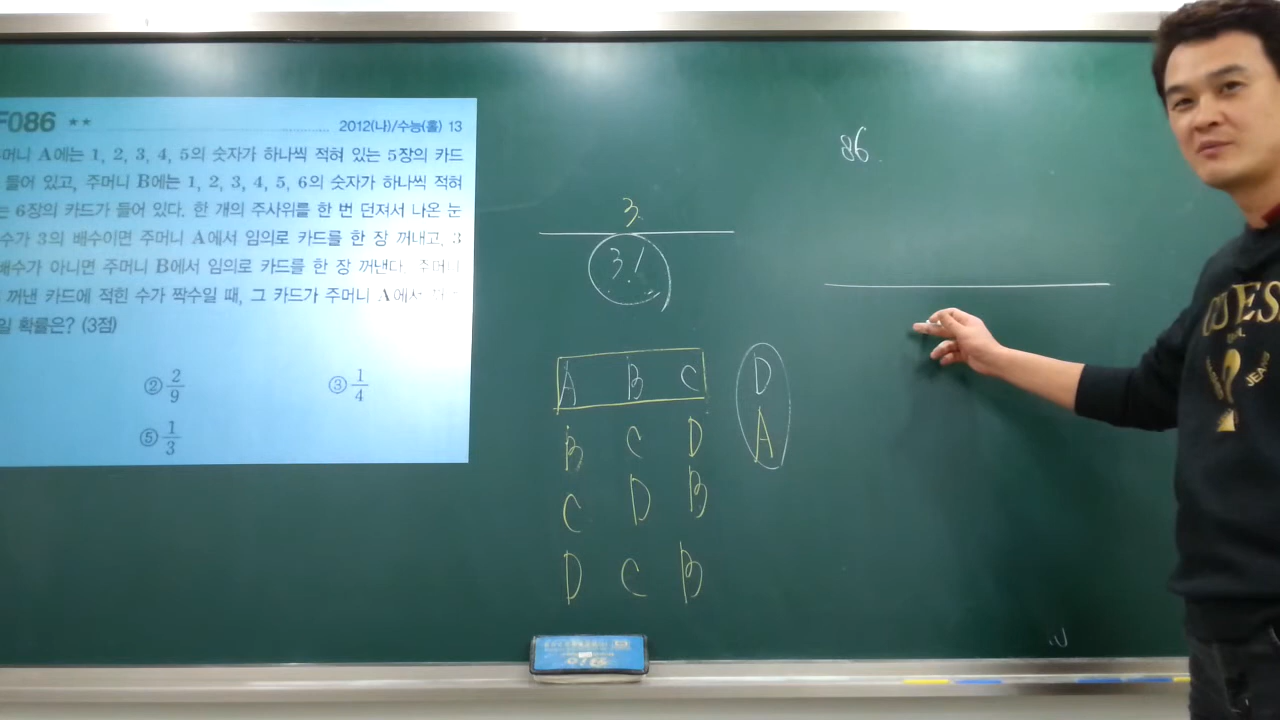 F086 ★★ 2012(나)/수능(홀) 13
머니 A에는 1, 2, 3, 4, 5의 숫자가 하나씩 적혀 있는 5장의 카드
들어 있고, 주머니 B에는 1, 2, 3, 4, 5, 6의 숫자가 하나씩 적혀
는 6장의 카드가 들어 있다. 한 개의 주사위를 한 번 던져서 나온 눈
수가 3의 배수이면 주머니 A에서 임의로 카드를 한 장 꺼내고, 3
배수가 아니면 주머니 B에서 임의로 카드를 한 장 꺼낸다. 주머니
꺼낸 카드에 적힌 수가 짝수일 때, 그 카드가 주머니 A에서
일 확률은? (3점)
② 2/9 ③ 1/4
⑤ 1/3
3
3!
A B C D
B C D A
C D B
D C B
86.
GUESS
JEANS